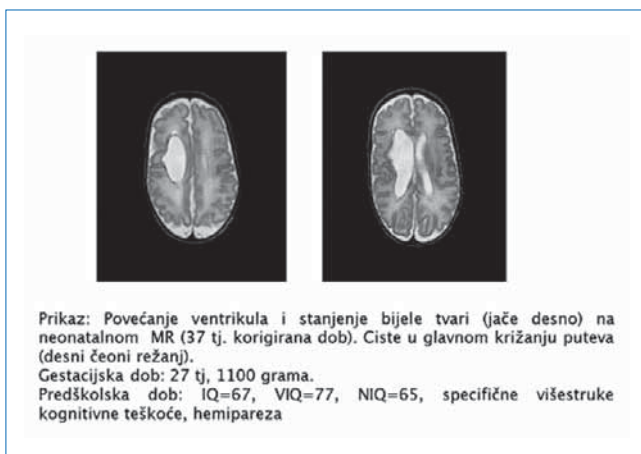 Prikaz: Povećanje ventrikula i stanjenje bijele tvari (jače desno) na
neonatalnom MR (37 tj. korigirana dob). Ciste u glavnom križanju puteva
(desni čeoni režanj).
Gestacijska dob: 27 tj, 1100 grama.
Predškolska dob: IQ=67, VIQ=77, NIQ=65, specifične višestruke
kognitivne teškoće, hemipareza